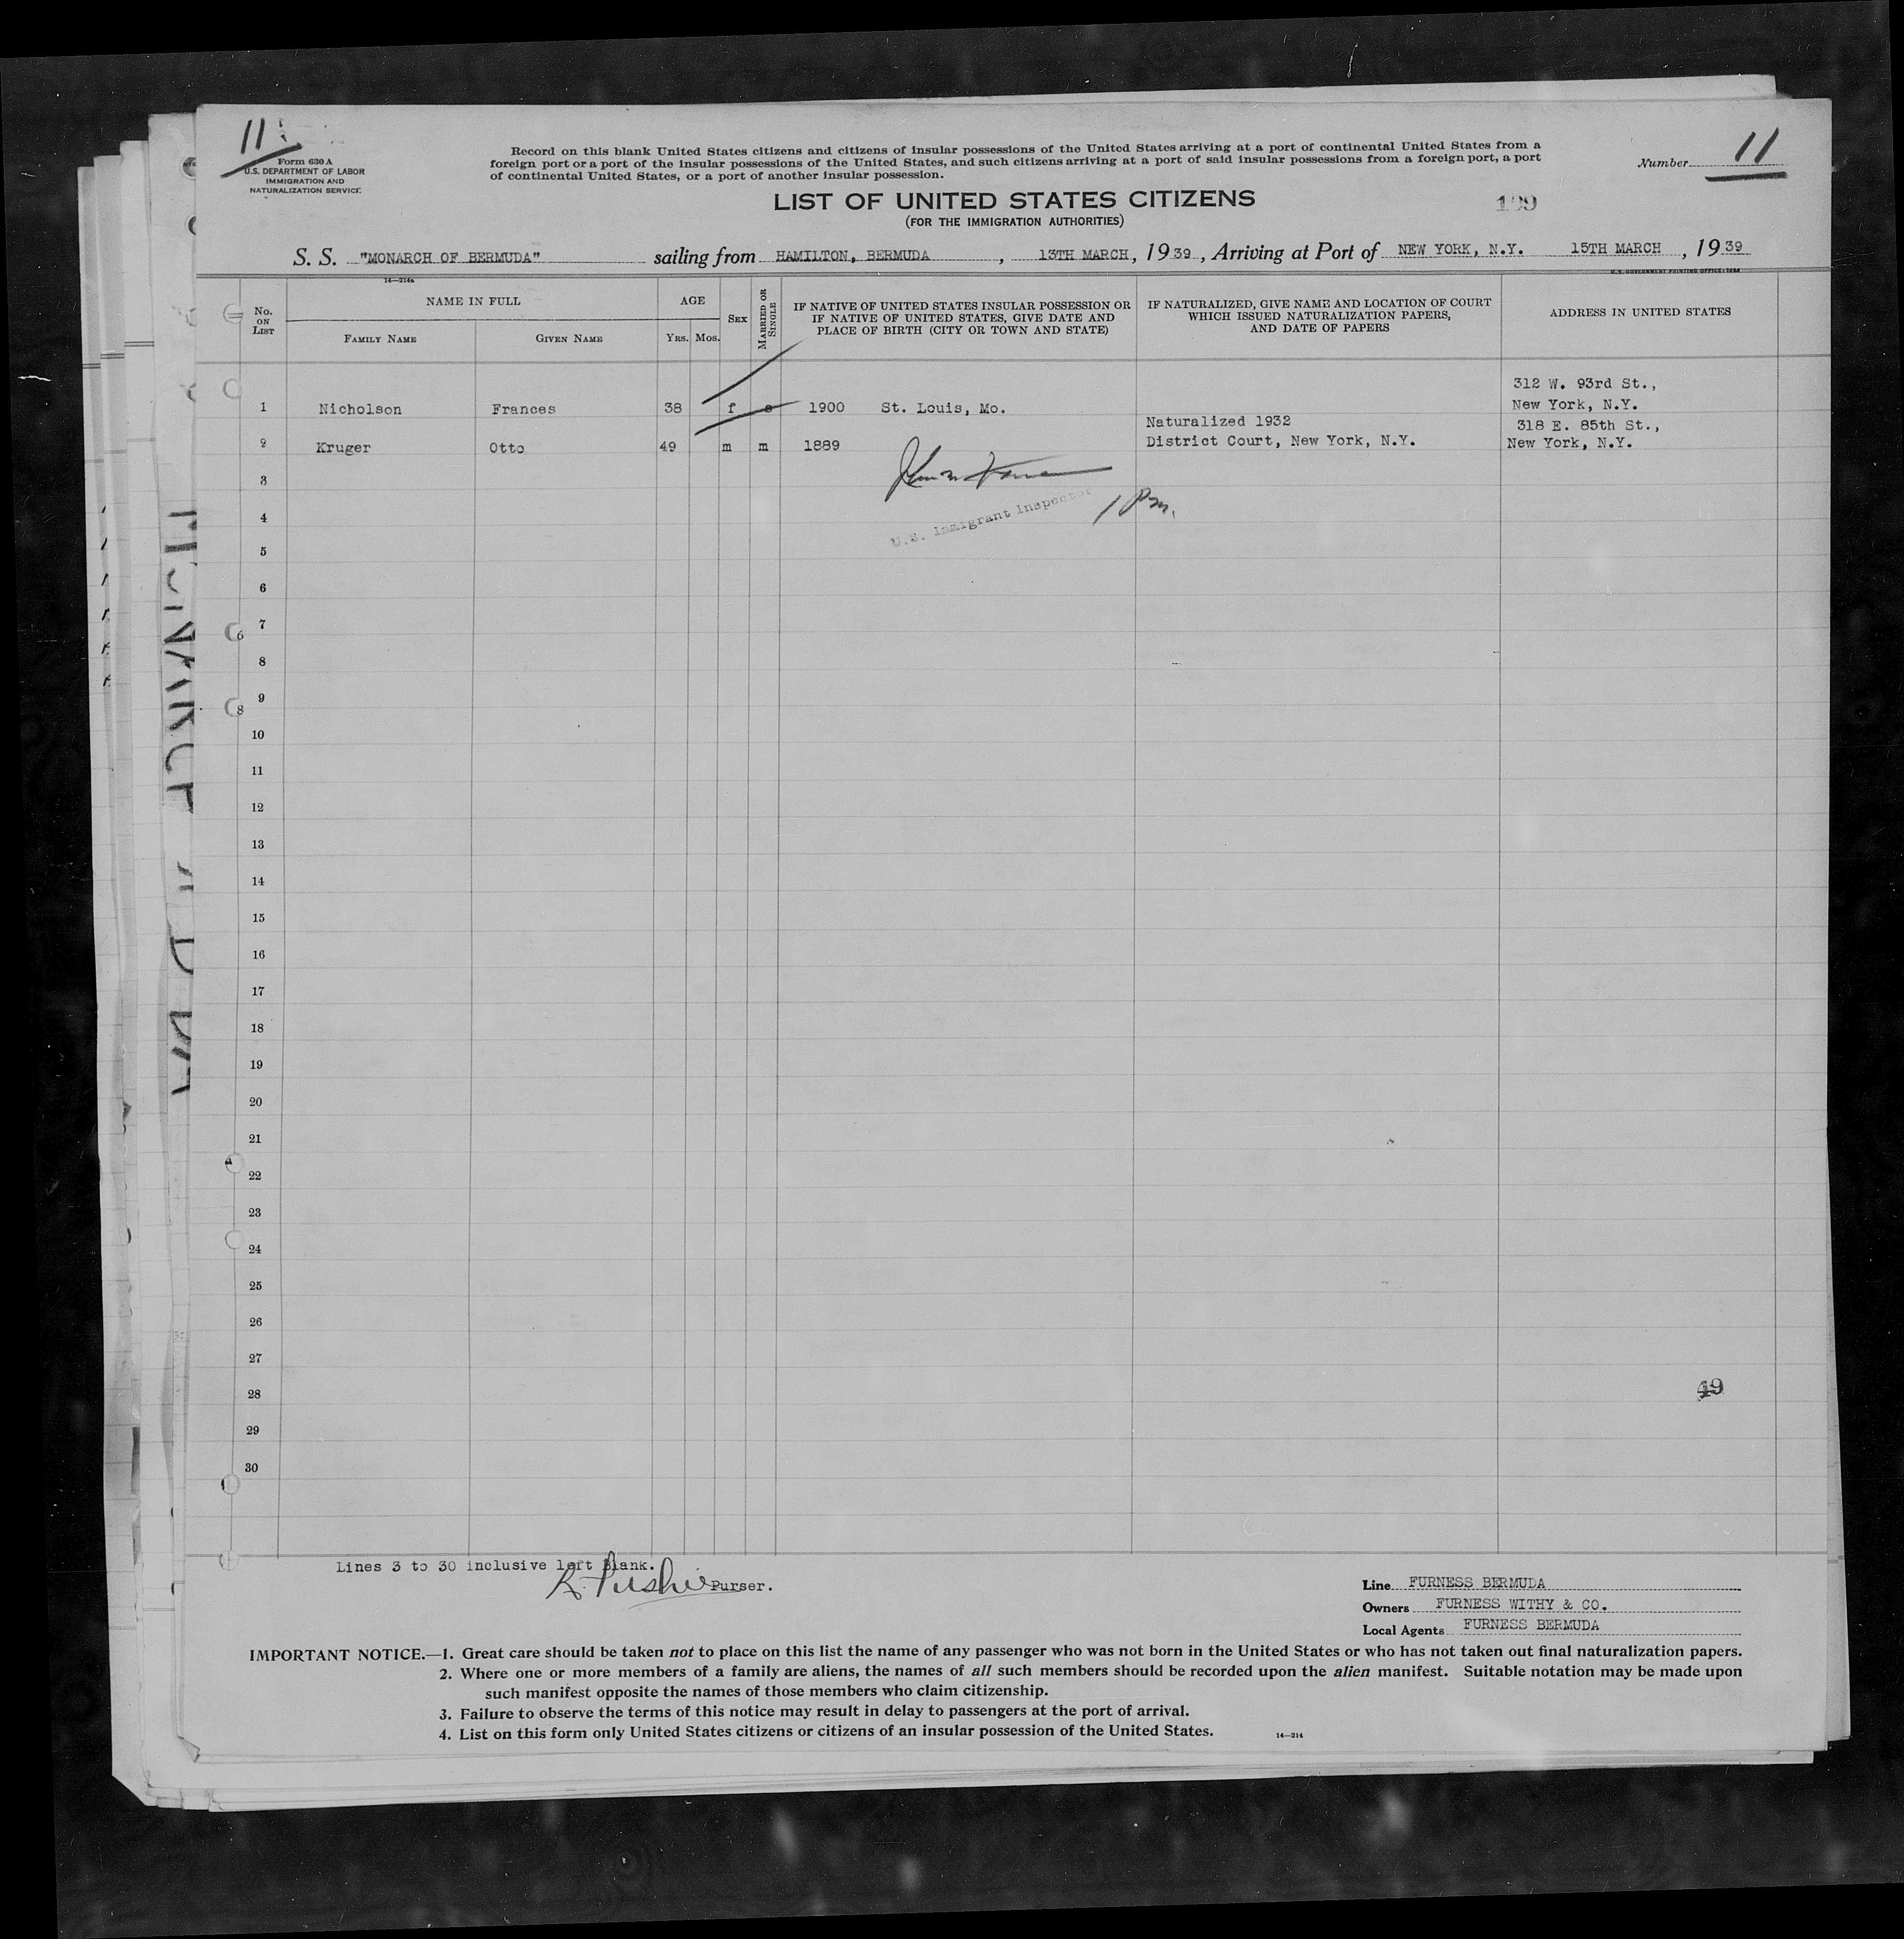 11
Form 630 A
U.S. DEPARTMENT OF LABOR
IMMIGRATION AND
NATURALIZATION SERVICE
Record on this blank United States citizens and citizens of insular possessions of the United States arriving at a port of continental United States from a
foreign port or a port of the insular possessions of the United States, and such citizens arriving at a port of said insular possessions from a foreign port, a port
of continental United States, or a port of another insular possession.
Number 11
LIST OF UNITED STATES CITIZENS
(FOR THE IMMIGRATION AUTHORITIES)
S. S. "MONARCH OF BERMUDA" sailing from HAMILTON, BERMUDA, 13TH MARCH, 1939, Arriving at Port of NEW YORK, N.Y. 15TH MARCH, 1939
14—214a
U.S. GOVERNMENT PRINTING OFFICE: 1934
No. ON LIST
NAME IN FULL
FAMILY NAME
GIVEN NAME
AGE
YRS. MOS.
SEX
MARRIED OR SINGLE
IF NATIVE OF UNITED STATES INSULAR POSSESSION OR
IF NATIVE OF UNITED STATES, GIVE DATE AND
PLACE OF BIRTH (CITY OR TOWN AND STATE)
IF NATURALIZED, GIVE NAME AND LOCATION OF COURT
WHICH ISSUED NATURALIZATION PAPERS,
AND DATE OF PAPERS
ADDRESS IN UNITED STATES
312 W. 93rd St.,
1 Nicholson Frances 38 f s 1900 St. Louis, Mo. New York, N.Y.
Naturalized 1932 318 E. 85th St.,
2 Kruger Otto 49 m m 1889 District Court, New York, N.Y. New York, N.Y.
3
U.S. Immigrant Inspector 1 Pm.
4
5
6
7
8
9
10
11
12
13
14
15
16
17
18
19
20
21
22
23
24
25
26
27
28 49
29
30
Lines 3 to 30 inclusive left blank.
Purser.
Line FURNESS BERMUDA
Owners FURNESS WITHY & CO.
Local Agents FURNESS BERMUDA
IMPORTANT NOTICE.—1. Great care should be taken not to place on this list the name of any passenger who was not born in the United States or who has not taken out final naturalization papers.
2. Where one or more members of a family are aliens, the names of all such members should be recorded upon the alien manifest. Suitable notation may be made upon
such manifest opposite the names of those members who claim citizenship.
3. Failure to observe the terms of this notice may result in delay to passengers at the port of arrival.
4. List on this form only United States citizens or citizens of an insular possession of the United States.
14—214